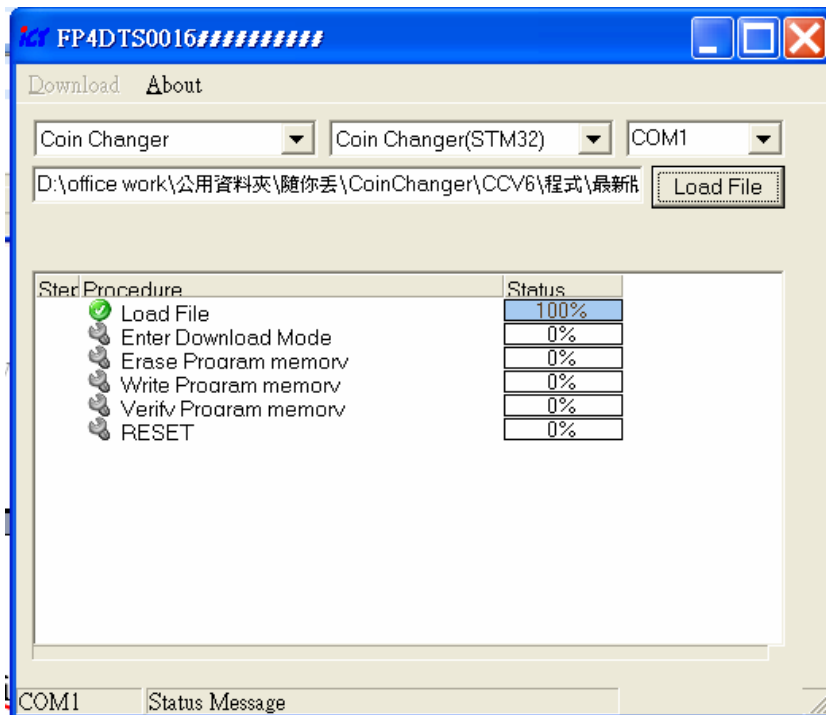 ICT FP4DTS0016##########
Download About
Coin Changer Coin Changer(STM32) COM1
D:\office work\公用資料夾\隨你丟\CoinChanger\CCV6\程式\最新 Load File
Step Procedure Status
Load File 100%
Enter Download Mode 0%
Erase Program memory 0%
Write Program memory 0%
Verify Program memory 0%
RESET 0%
COM1 Status Message